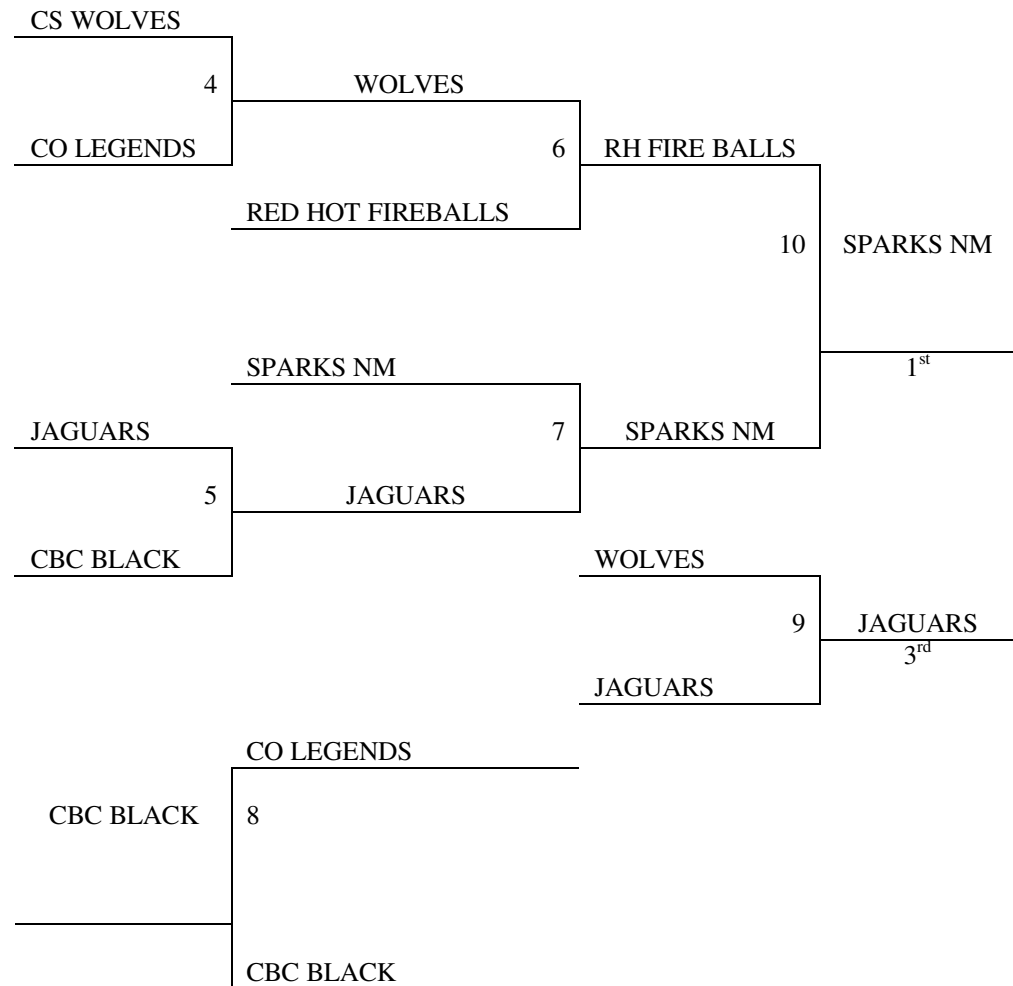 CS WOLVES
4 WOLVES
CO LEGENDS
6 RH FIRE BALLS
RED HOT FIREBALLS
10 SPARKS NM
SPARKS NM
1st
JAGUARS
7 SPARKS NM
5 JAGUARS
CBC BLACK
WOLVES
9 JAGUARS
3rd
JAGUARS
CO LEGENDS
CBC BLACK 8
CBC BLACK